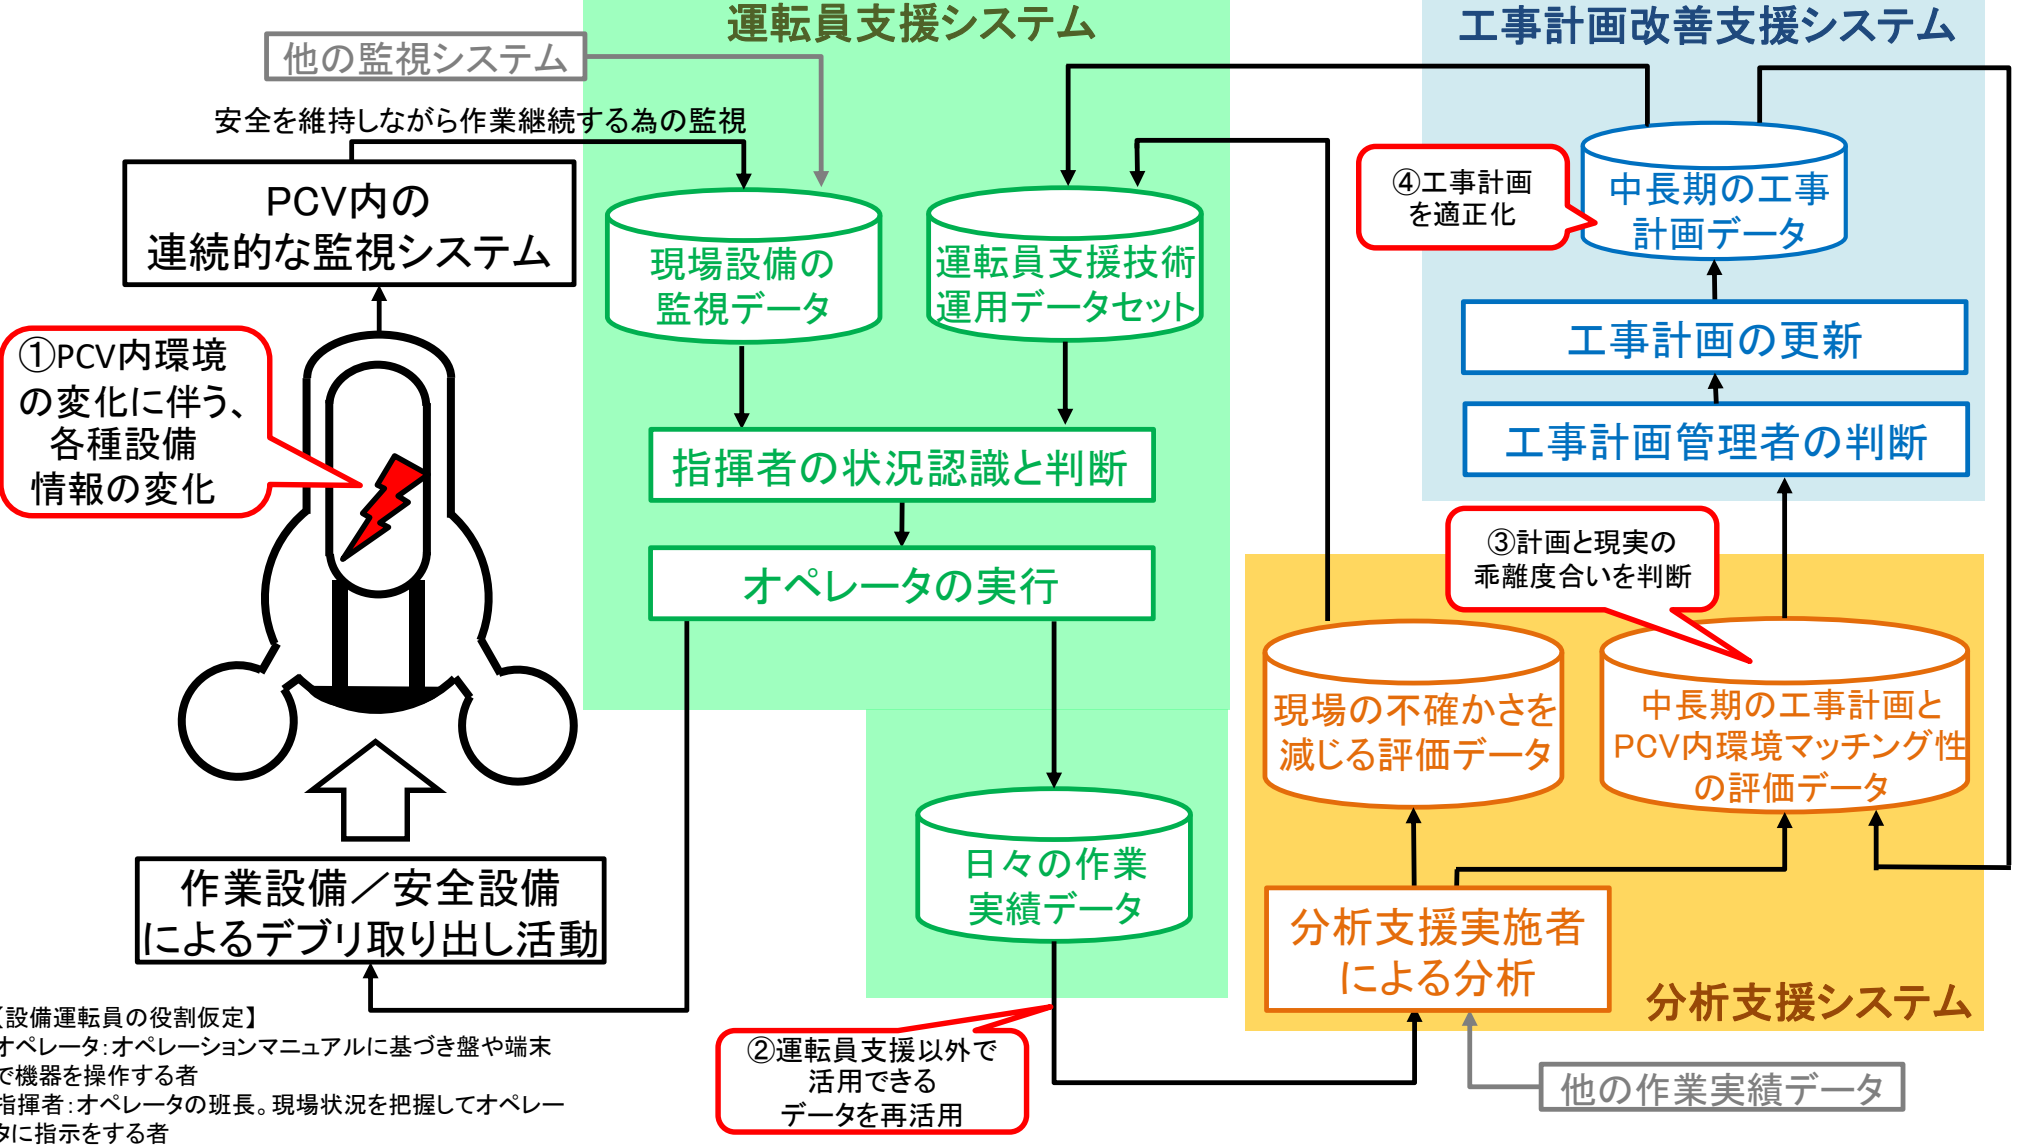 運転員支援システム
工事計画改善支援システム
他の監視システム
安全を維持しながら作業継続する為の監視
PCV内の
連続的な監視システム
現場設備の
監視データ
運転員支援技術
運用データセット
④工事計画
を適正化
中長期の工事
計画データ
工事計画の更新
工事計画管理者の判断
①PCV内環境
の変化に伴う、
各種設備
情報の変化
指揮者の状況認識と判断
オペレータの実行
③計画と現実の
乖離度合いを判断
現場の不確かさを
減じる評価データ
中長期の工事計画と
PCV内環境マッチング性
の評価データ
日々の作業
実績データ
作業設備／安全設備
によるデブリ取り出し活動
分析支援実施者
による分析
分析支援システム
②運転員支援以外で
活用できる
データを再活用
他の作業実績データ
【設備運転員の役割仮定】
オペレータ：オペレーションマニュアルに基づき盤や端末
で機器を操作する者
指揮者：オペレータの班長。現場状況を把握してオペレー
タに指示をする者